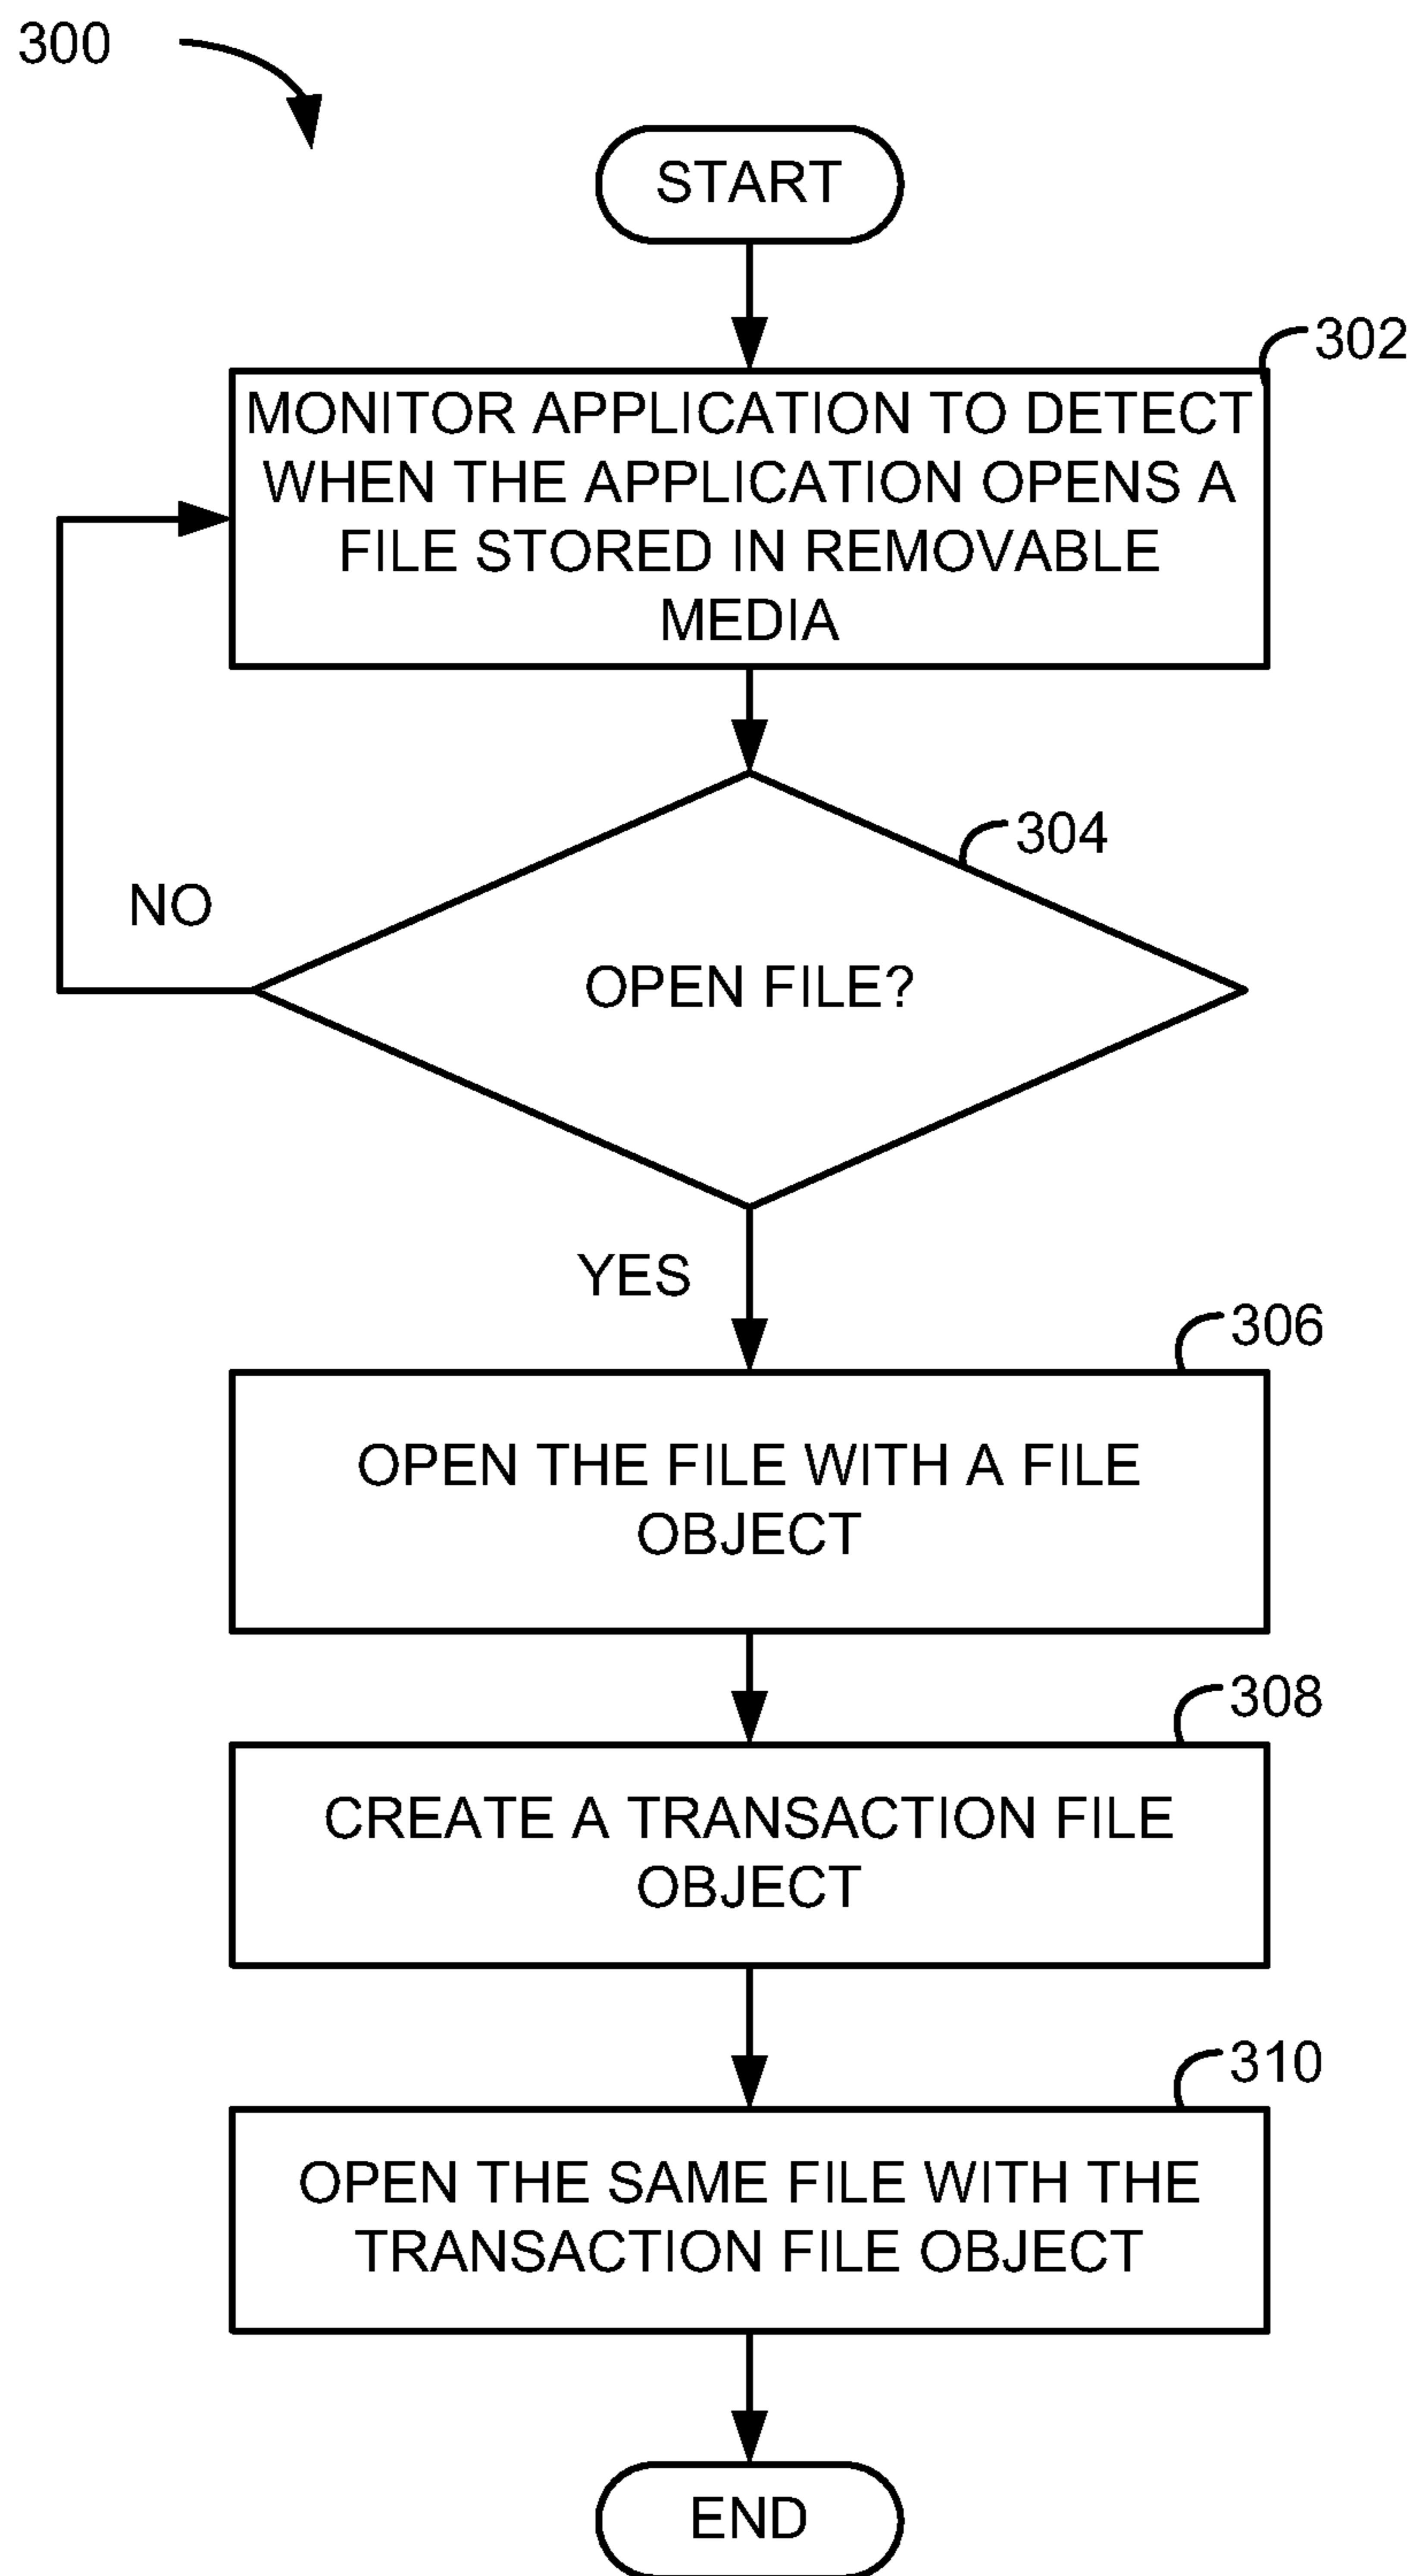 300
START
302
MONITOR APPLICATION TO DETECT
WHEN THE APPLICATION OPENS A
FILE STORED IN REMOVABLE
MEDIA
304
NO
OPEN FILE?
YES
306
OPEN THE FILE WITH A FILE
OBJECT
308
CREATE A TRANSACTION FILE
OBJECT
310
OPEN THE SAME FILE WITH THE
TRANSACTION FILE OBJECT
END